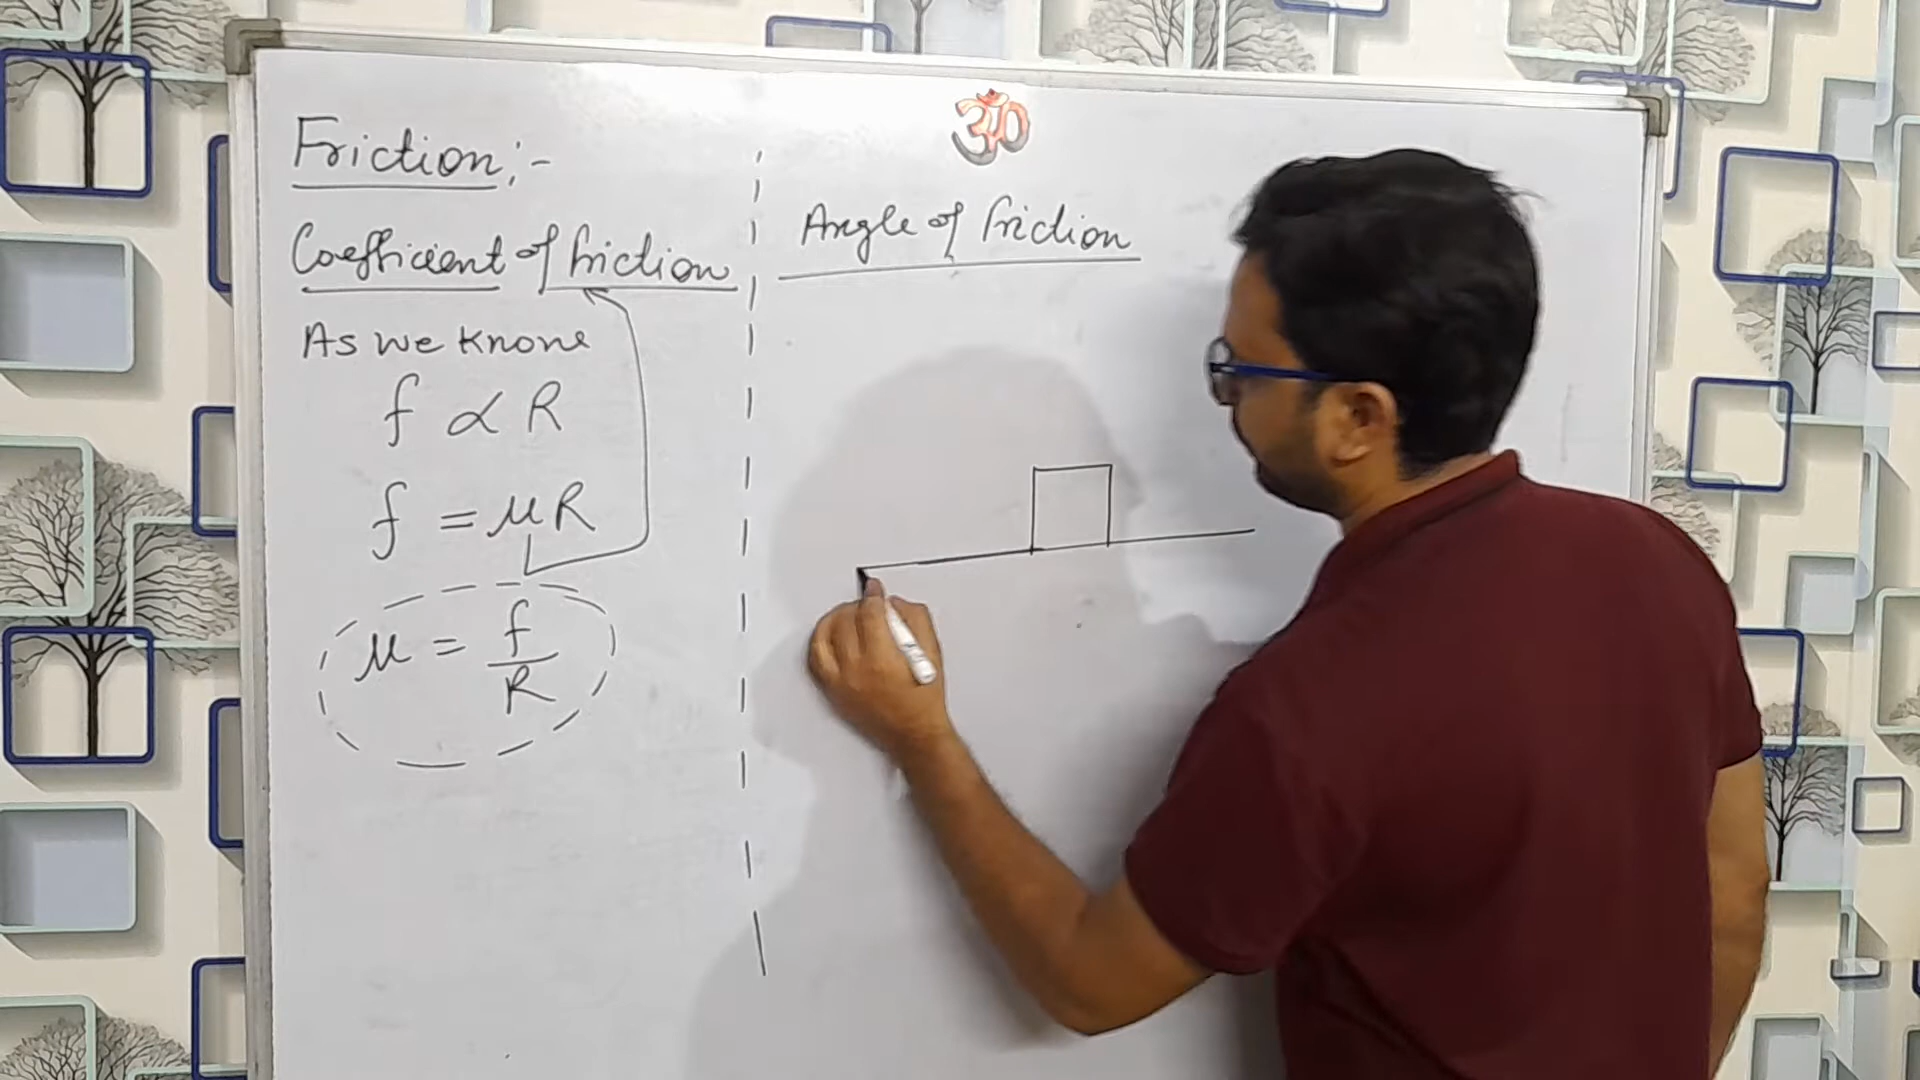 ॐ
Friction :-
Coefficient of friction
As we knone
f ∝ R
f = μR
μ = f/R
Angle of friction